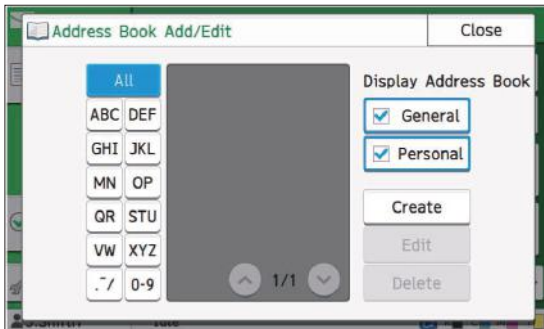 Address Book Add/Edit
Close
All
Display Address Book
ABC DEF
General
GHI JKL
Personal
MN OP
QR STU
Create
VW XYZ
Edit
.~/ 0-9
1/1
Delete
Idle